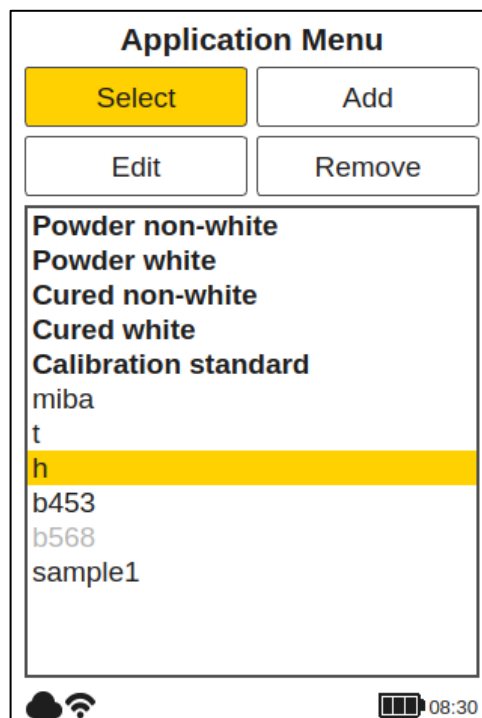 Application Menu
Select Add
Edit Remove
Powder non-white
Powder white
Cured non-white
Cured white
Calibration standard
miba
t
h
b453
b568
sample1
08:30